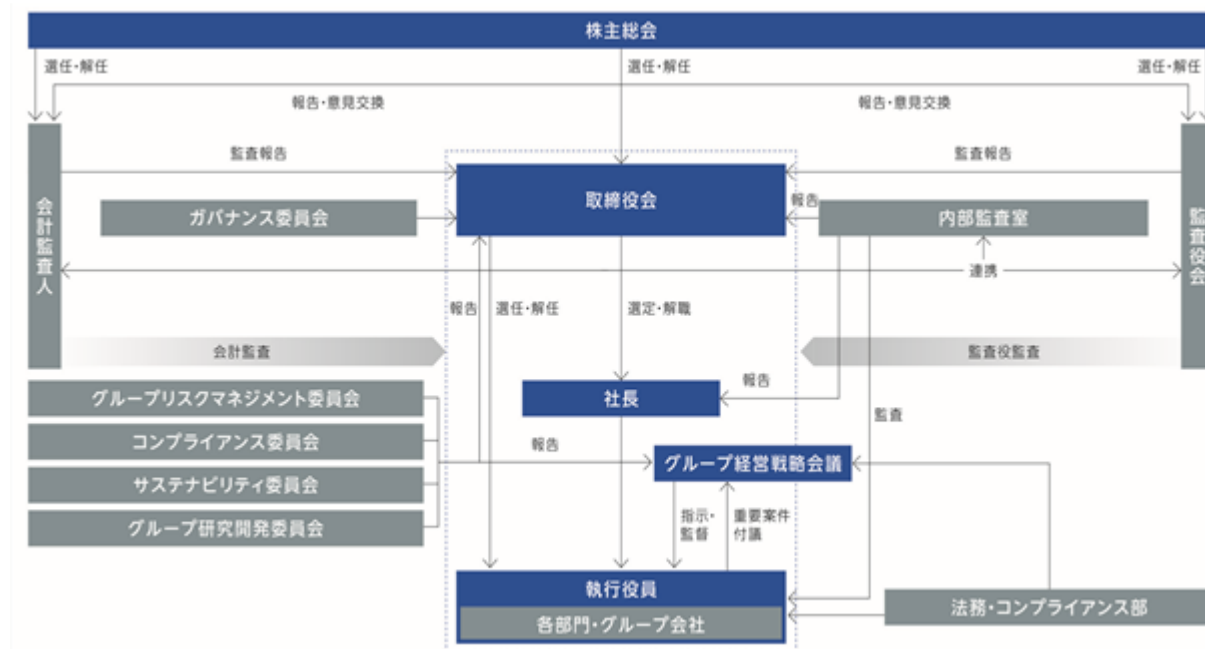 株主総会
選任・解任
選任・解任
選任・解任
報告・意見交換
報告・意見交換
会計監査人
監査報告
監査報告
監査役会
取締役会
ガバナンス委員会
報告
内部監査室
連携
報告
選任・解任
選定・解職
会計監査
監査役監査
グループリスクマネジメント委員会
社長
報告
監査
コンプライアンス委員会
報告
グループ経営戦略会議
サステナビリティ委員会
グループ研究開発委員会
指示・
監督
重要案件
付議
執行役員
各部門・グループ会社
法務・コンプライアンス部